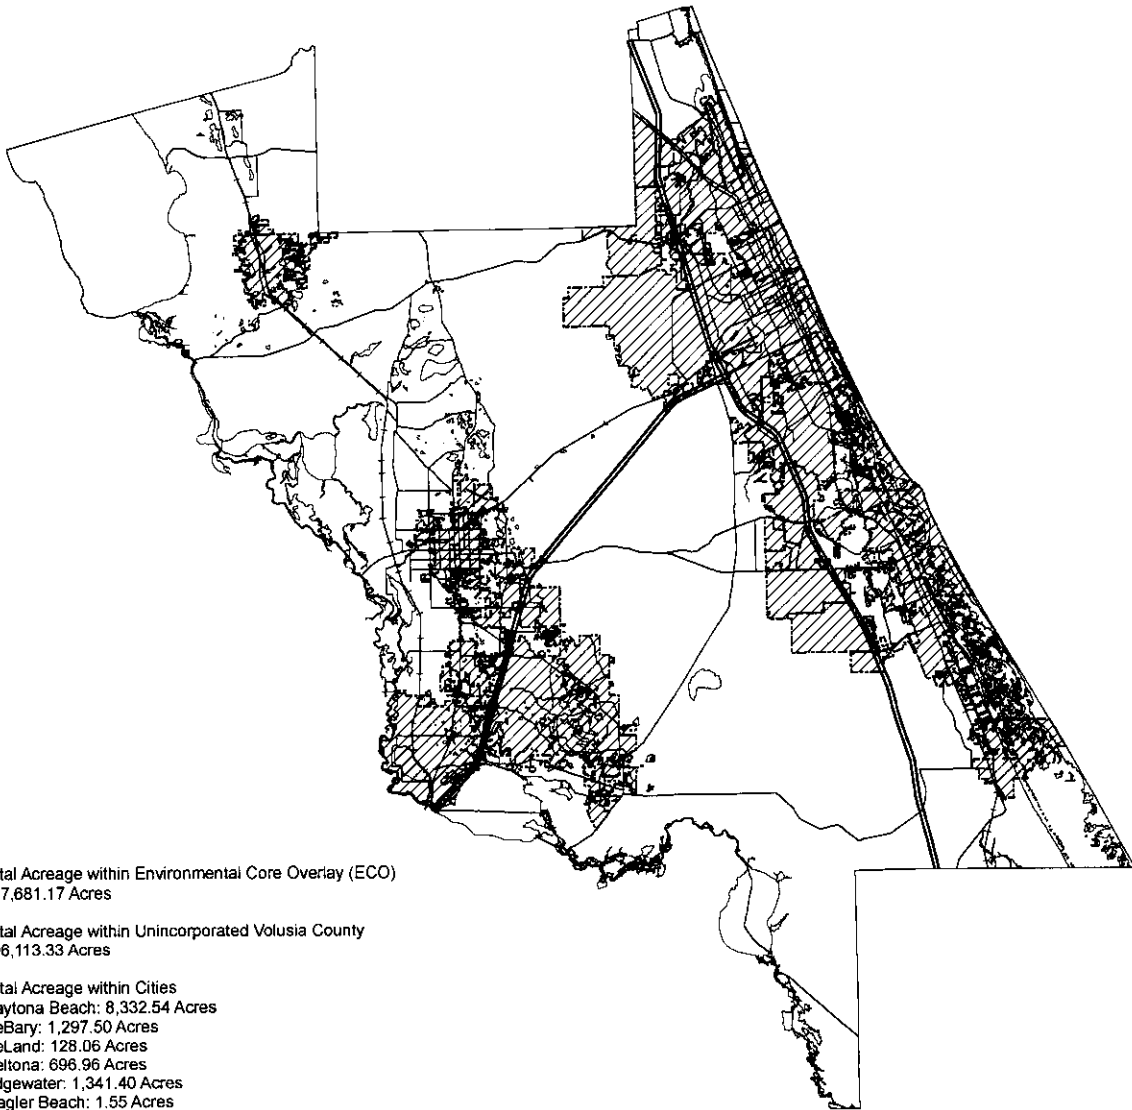 tal Acreage within Environmental Core Overlay (ECO)
7,681.17 Acres
tal Acreage within Unincorporated Volusia County
6,113.33 Acres
tal Acreage within Cities
aytona Beach: 8,332.54 Acres
eBary: 1,297.50 Acres
eLand: 128.06 Acres
eltona: 696.96 Acres
dgewater: 1,341.40 Acres
agler Beach: 1.55 Acres